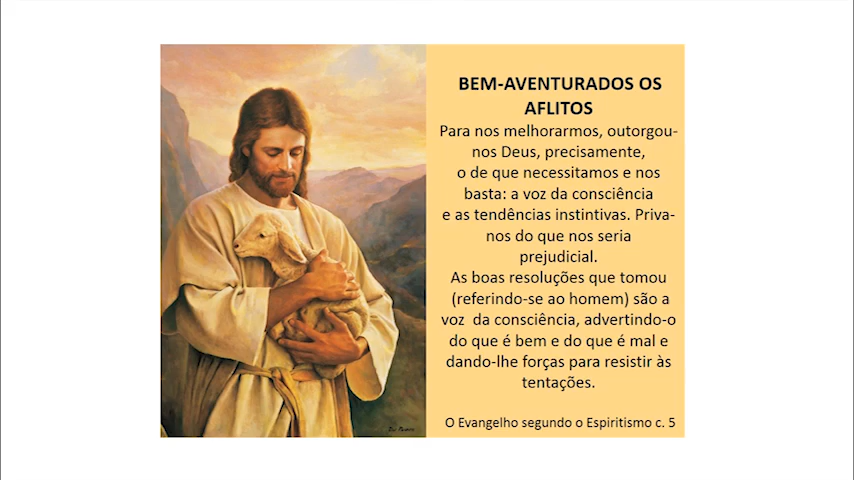 BEM-AVENTURADOS OS
AFLITOS
Para nos melhorarmos, outorgou-
nos Deus, precisamente,
o de que necessitamos e nos
basta: a voz da consciência
e as tendências instintivas. Priva-
nos do que nos seria
prejudicial.
As boas resoluções que tomou
(referindo-se ao homem) são a
voz da consciência, advertindo-o
do que é bem e do que é mal e
dando-lhe forças para resistir às
tentações.
O Evangelho segundo o Espiritismo c. 5